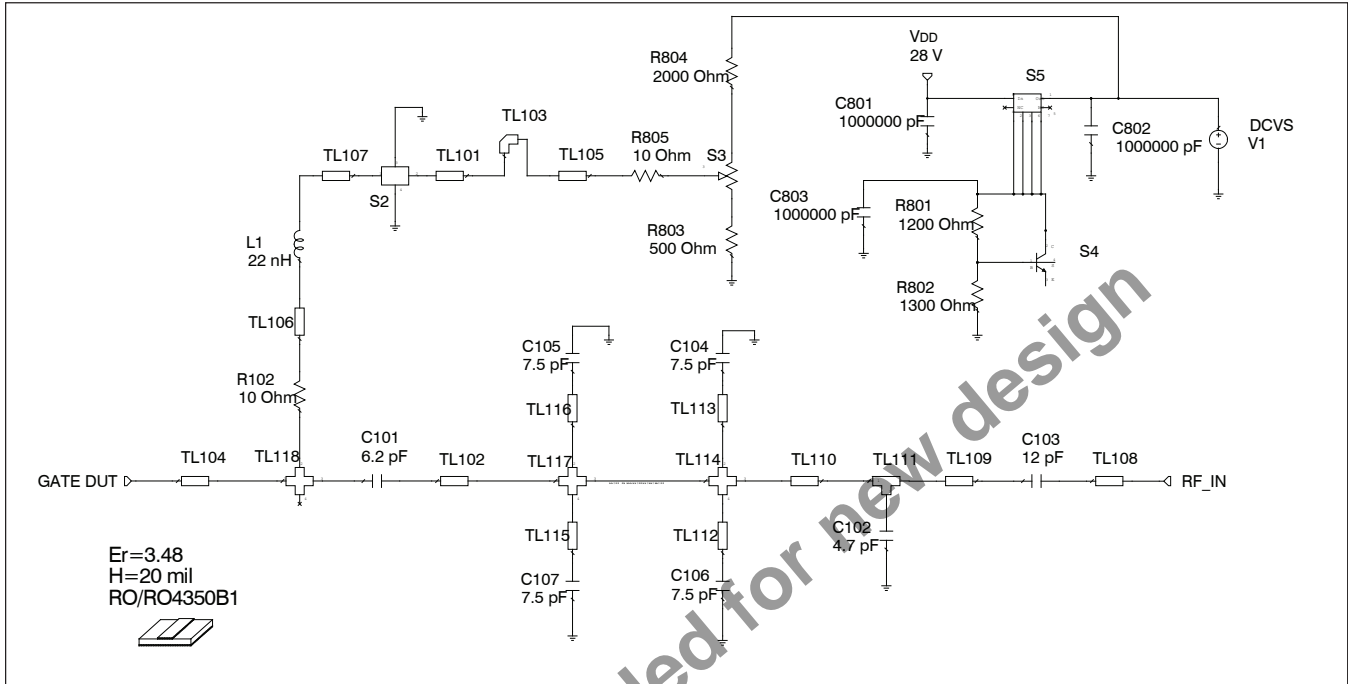 VDD
28 V
S5
R804
2000 Ohm
C801
1000000 pF
TL103
C802
1000000 pF
DCVS
V1
R805
10 Ohm
S3
TL107
TL101
TL105
S2
C803
1000000 pF
R801
1200 Ohm
R803
500 Ohm
L1
22 nH
S4
R802
1300 Ohm
TL106
C105
7.5 pF
C104
7.5 pF
R102
10 Ohm
TL116
TL113
C101
6.2 pF
C103
12 pF
GATE DUT
TL104
TL118
TL102
TL117
TL114
TL110
TL111
TL109
TL108
RF_IN
TL115
TL112
C102
4.7 pF
C107
7.5 pF
C106
7.5 pF
Er=3.48
H=20 mil
RO/RO4350B1
ded for new design